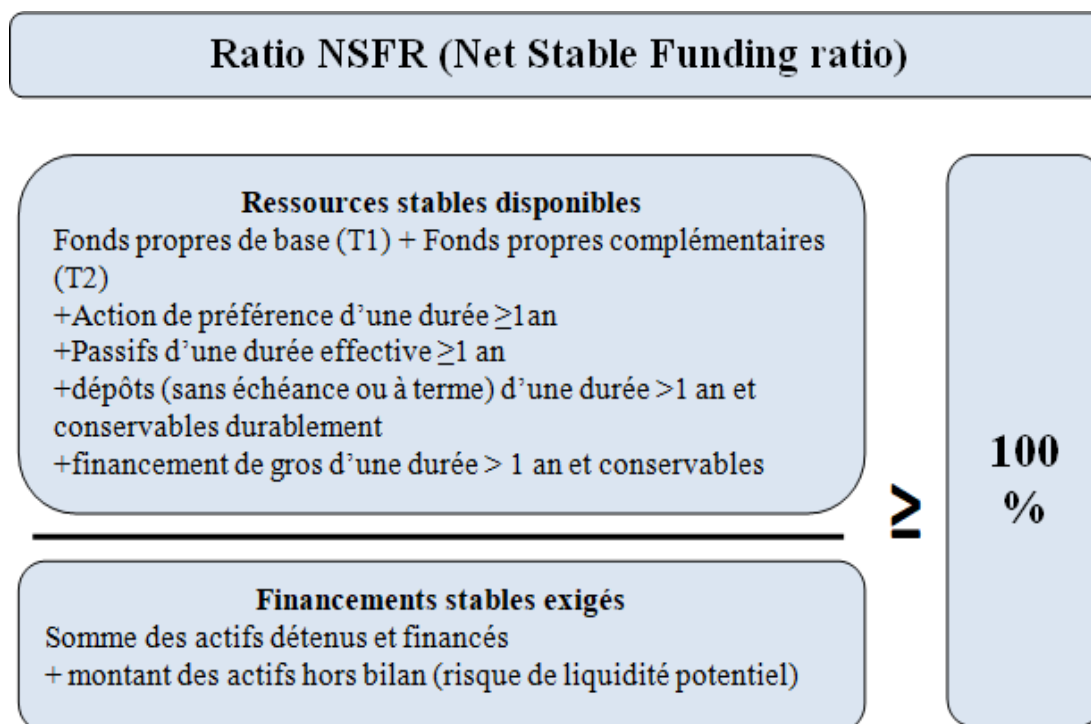 Ratio NSFR (Net Stable Funding ratio)
Ressources stables disponibles
Fonds propres de base (T1) + Fonds propres complémentaires
(T2)
+Action de préférence d’une durée ≥1an
+Passifs d’une durée effective ≥1 an
+dépôts (sans échéance ou à terme) d’une durée >1 an et
conservables durablement
+financement de gros d’une durée > 1 an et conservables
≥
100
%
Financements stables exigés
Somme des actifs détenus et financés
+ montant des actifs hors bilan (risque de liquidité potentiel)